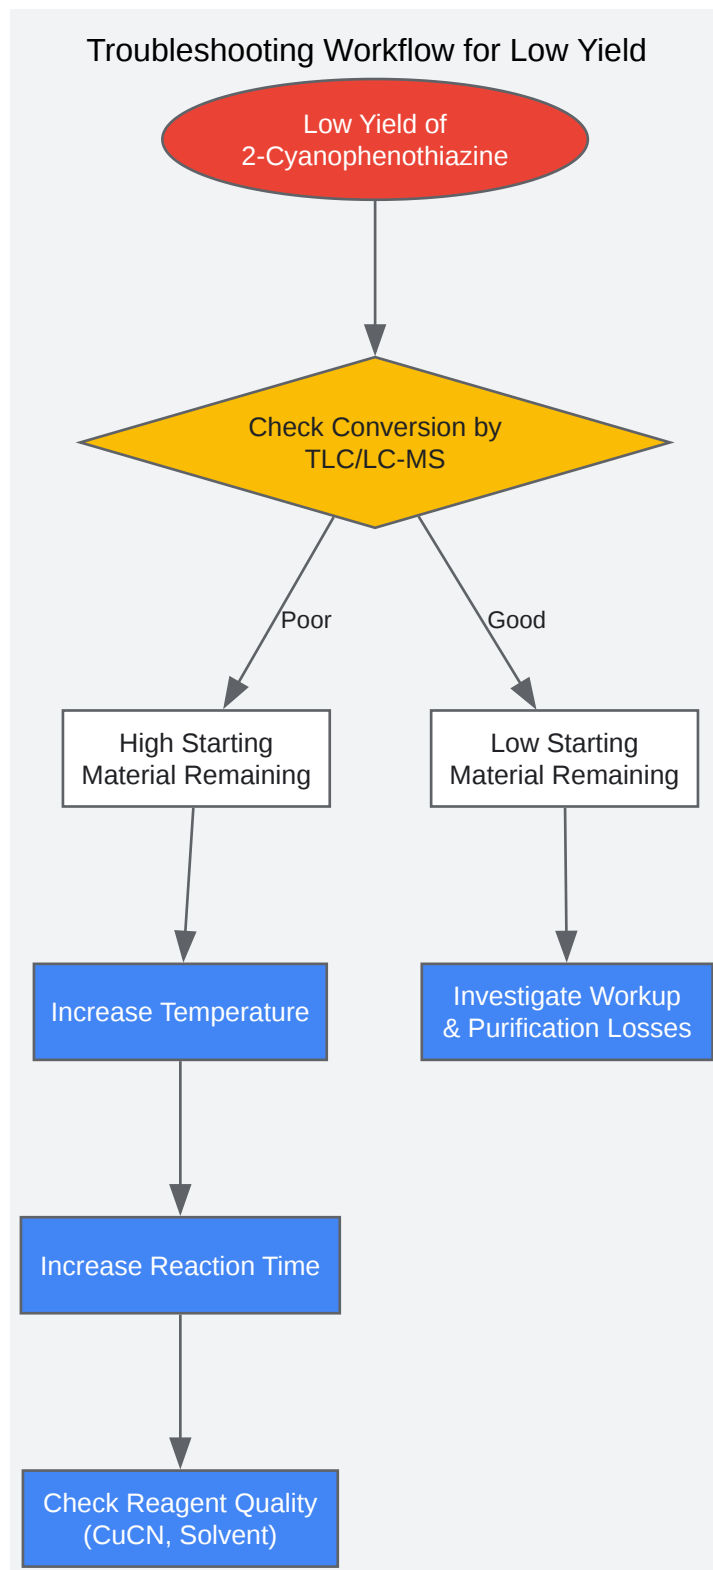 Troubleshooting Workflow for Low Yield
Low Yield of
2-Cyanophenothiazine
Check Conversion by
TLC/LC-MS
Poor
Good
High Starting
Material Remaining
Low Starting
Material Remaining
Increase Temperature
Investigate Workup
& Purification Losses
Increase Reaction Time
Check Reagent Quality
(CuCN, Solvent)